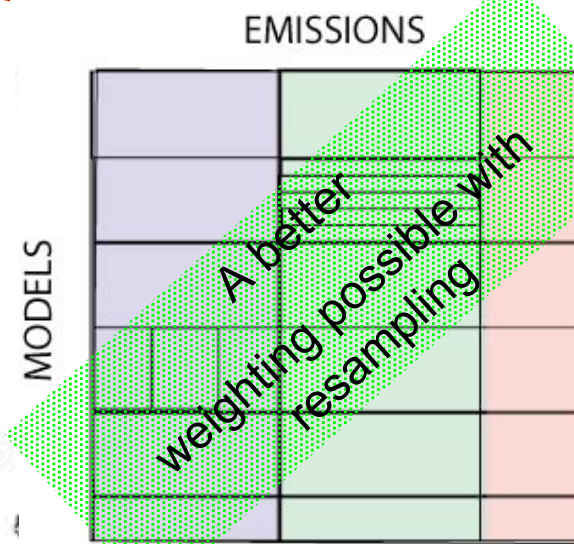 EMISSIONS
MODELS
A better
weighting possible with
resampling